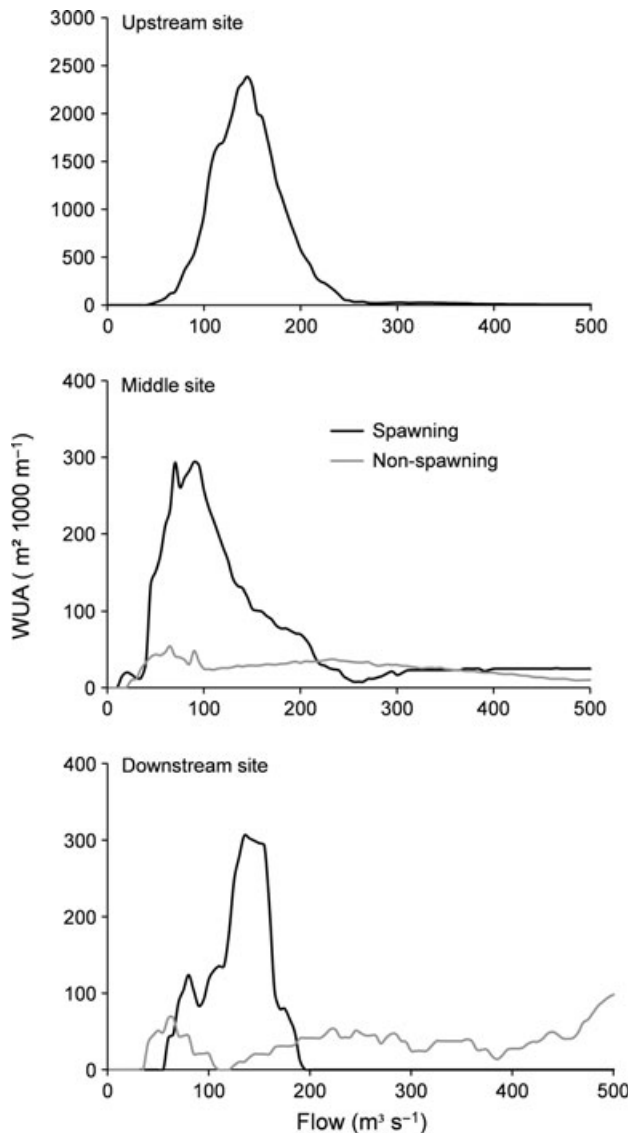 Upstream site
3000
2500
2000
1500
1000
500
0
0 100 200 300 400 500
Middle site
400
300
200
100
0
0 100 200 300 400 500
Spawning
Non-spawning
WUA ( m² 1000 m⁻¹)
Downstream site
400
300
200
100
0
0 100 200 300 400 500
Flow (m³ s⁻¹)